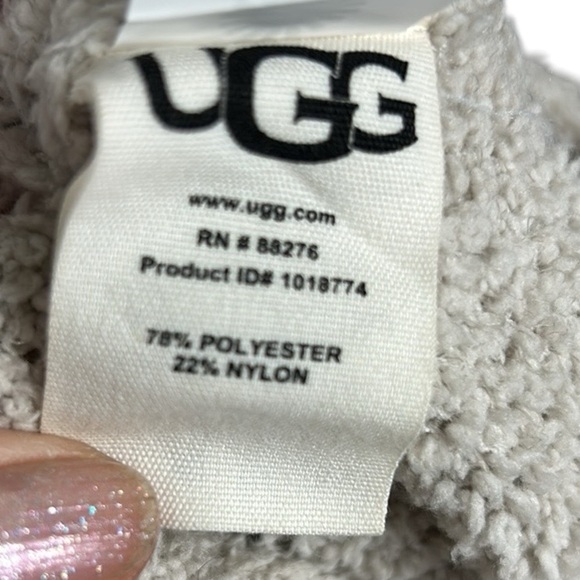 UGG
www.ugg.com
RN # 88276
Product ID# 1018774
78% POLYESTER
22% NYLON